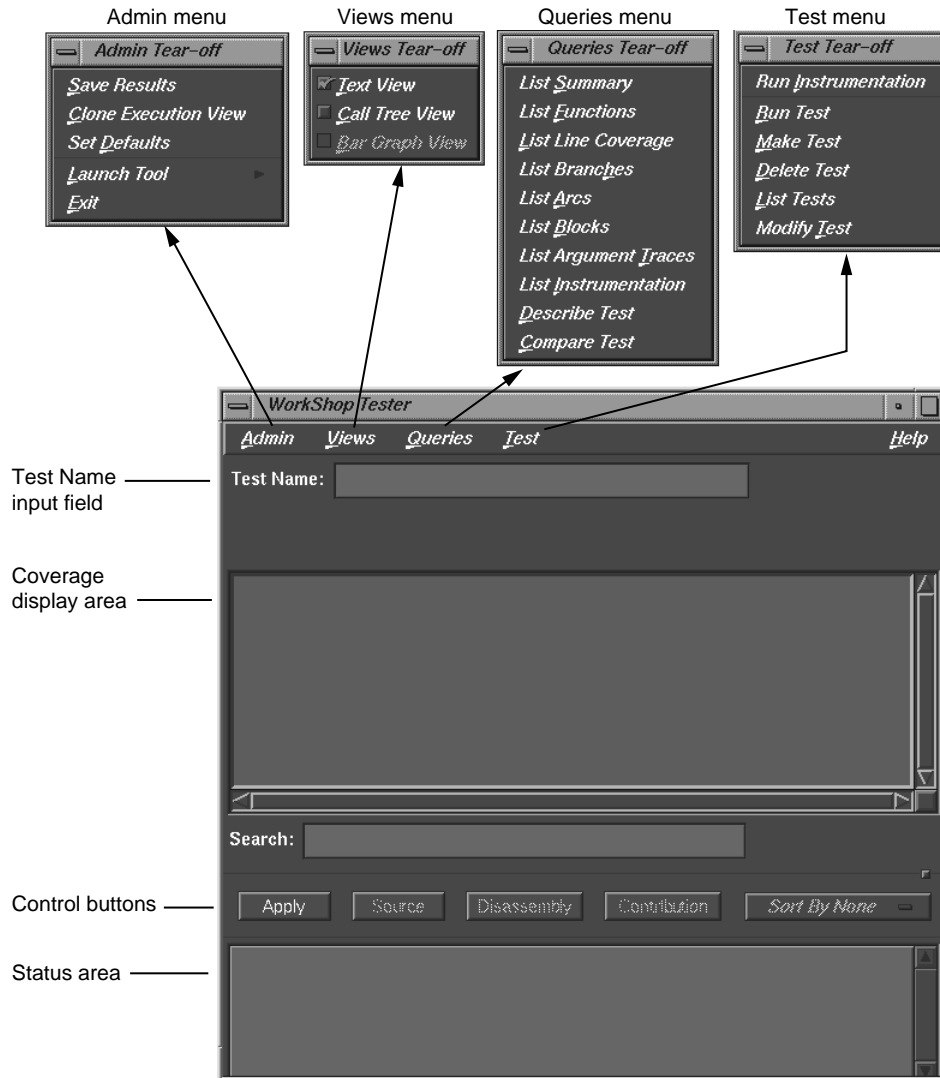 Admin menu
Views menu
Queries menu
Test menu
Admin Tear-off
Save Results
Clone Execution View
Set Defaults
Launch Tool
Exit
Views Tear-off
Text View
Call Tree View
Bar Graph View
Queries Tear-off
List Summary
List Functions
List Line Coverage
List Branches
List Arcs
List Blocks
List Argument Traces
List Instrumentation
Describe Test
Compare Test
Test Tear-off
Run Instrumentation
Run Test
Make Test
Delete Test
List Tests
Modify Test
WorkShop Tester
Admin Views Queries Test Help
Test Name
input field
Test Name:
Coverage
display area
Search:
Control buttons
Apply Source Disassembly Contribution Sort By None
Status area